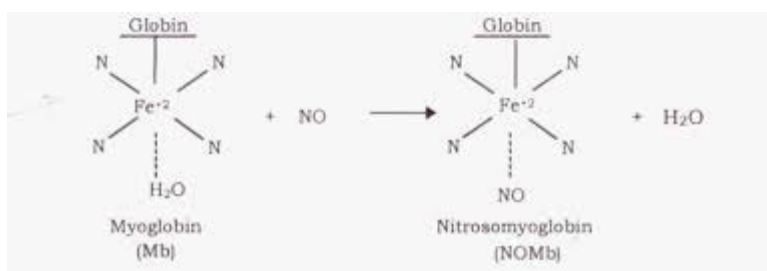 Globin
Globin
N N
N N
Fe+2
Fe+2
+ NO
+ H₂O
N N
N N
H₂O
NO
Myoglobin
(Mb)
Nitrosomyoglobin
(NOMb)